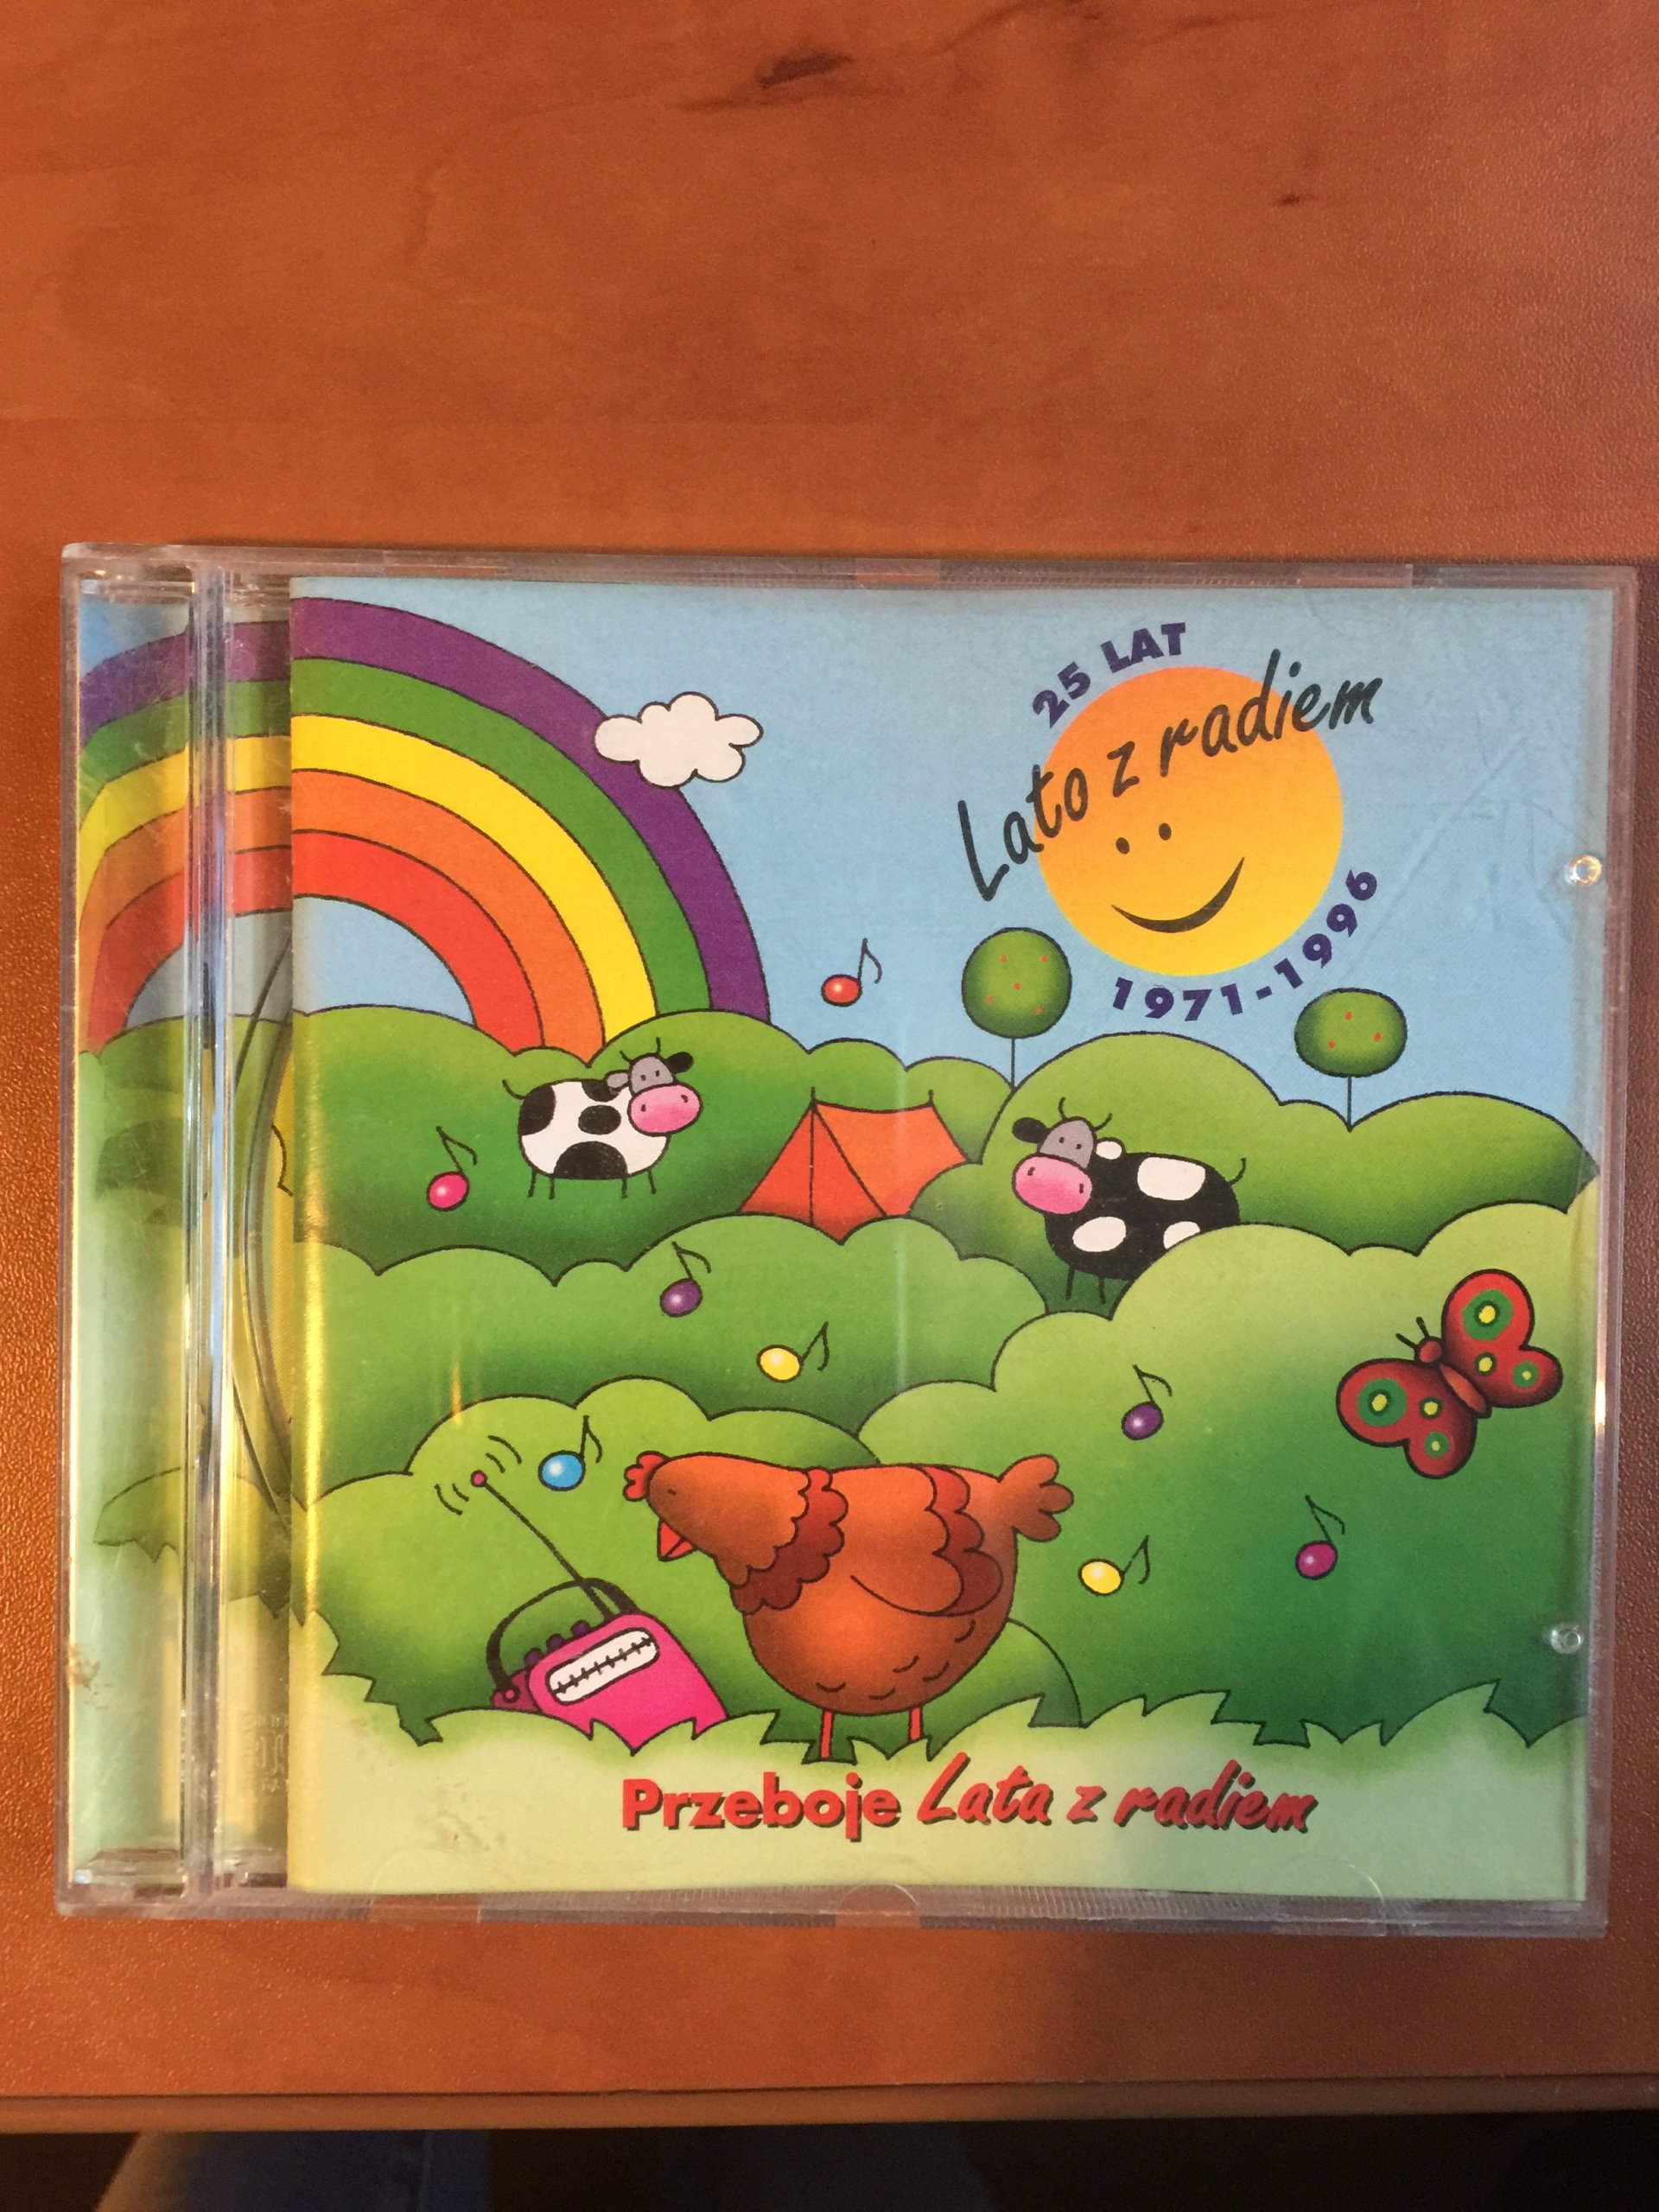 25 LAT
Lato z radiem
1971-1996
Przeboje Lata z radiem